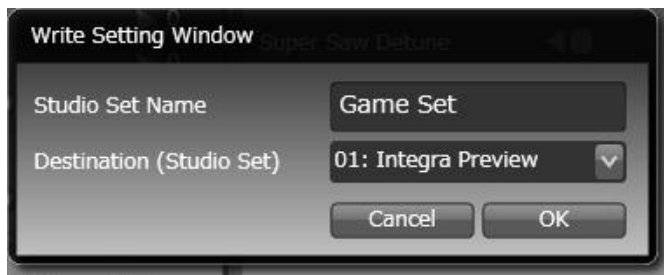 Write Setting Window
Super Saw Detune
Studio Set Name Game Set
Destination (Studio Set) 01: Integra Preview
Cancel OK